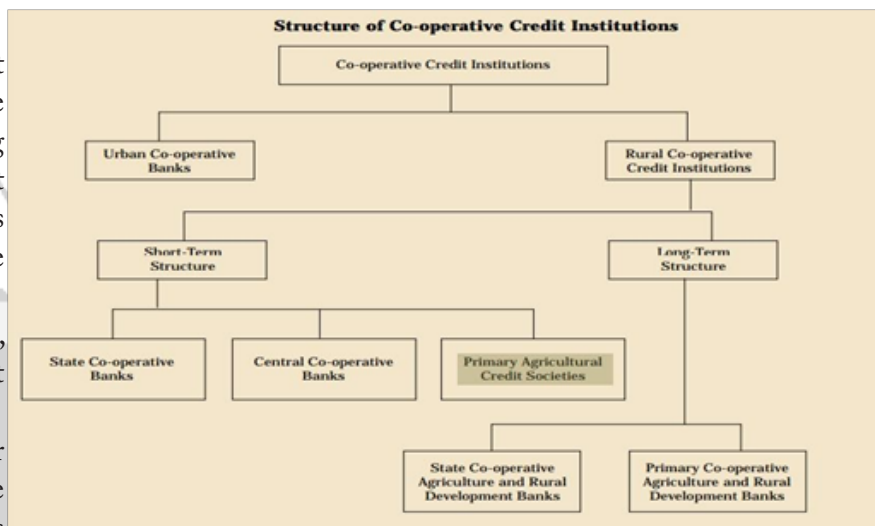 Structure of Co-operative Credit Institutions
Co-operative Credit Institutions
Urban Co-operative
Banks
Rural Co-operative
Credit Institutions
Short-Term
Structure
Long-Term
Structure
State Co-operative
Banks
Central Co-operative
Banks
Primary Agricultural
Credit Societies
State Co-operative
Agriculture and Rural
Development Banks
Primary Co-operative
Agriculture and Rural
Development Banks